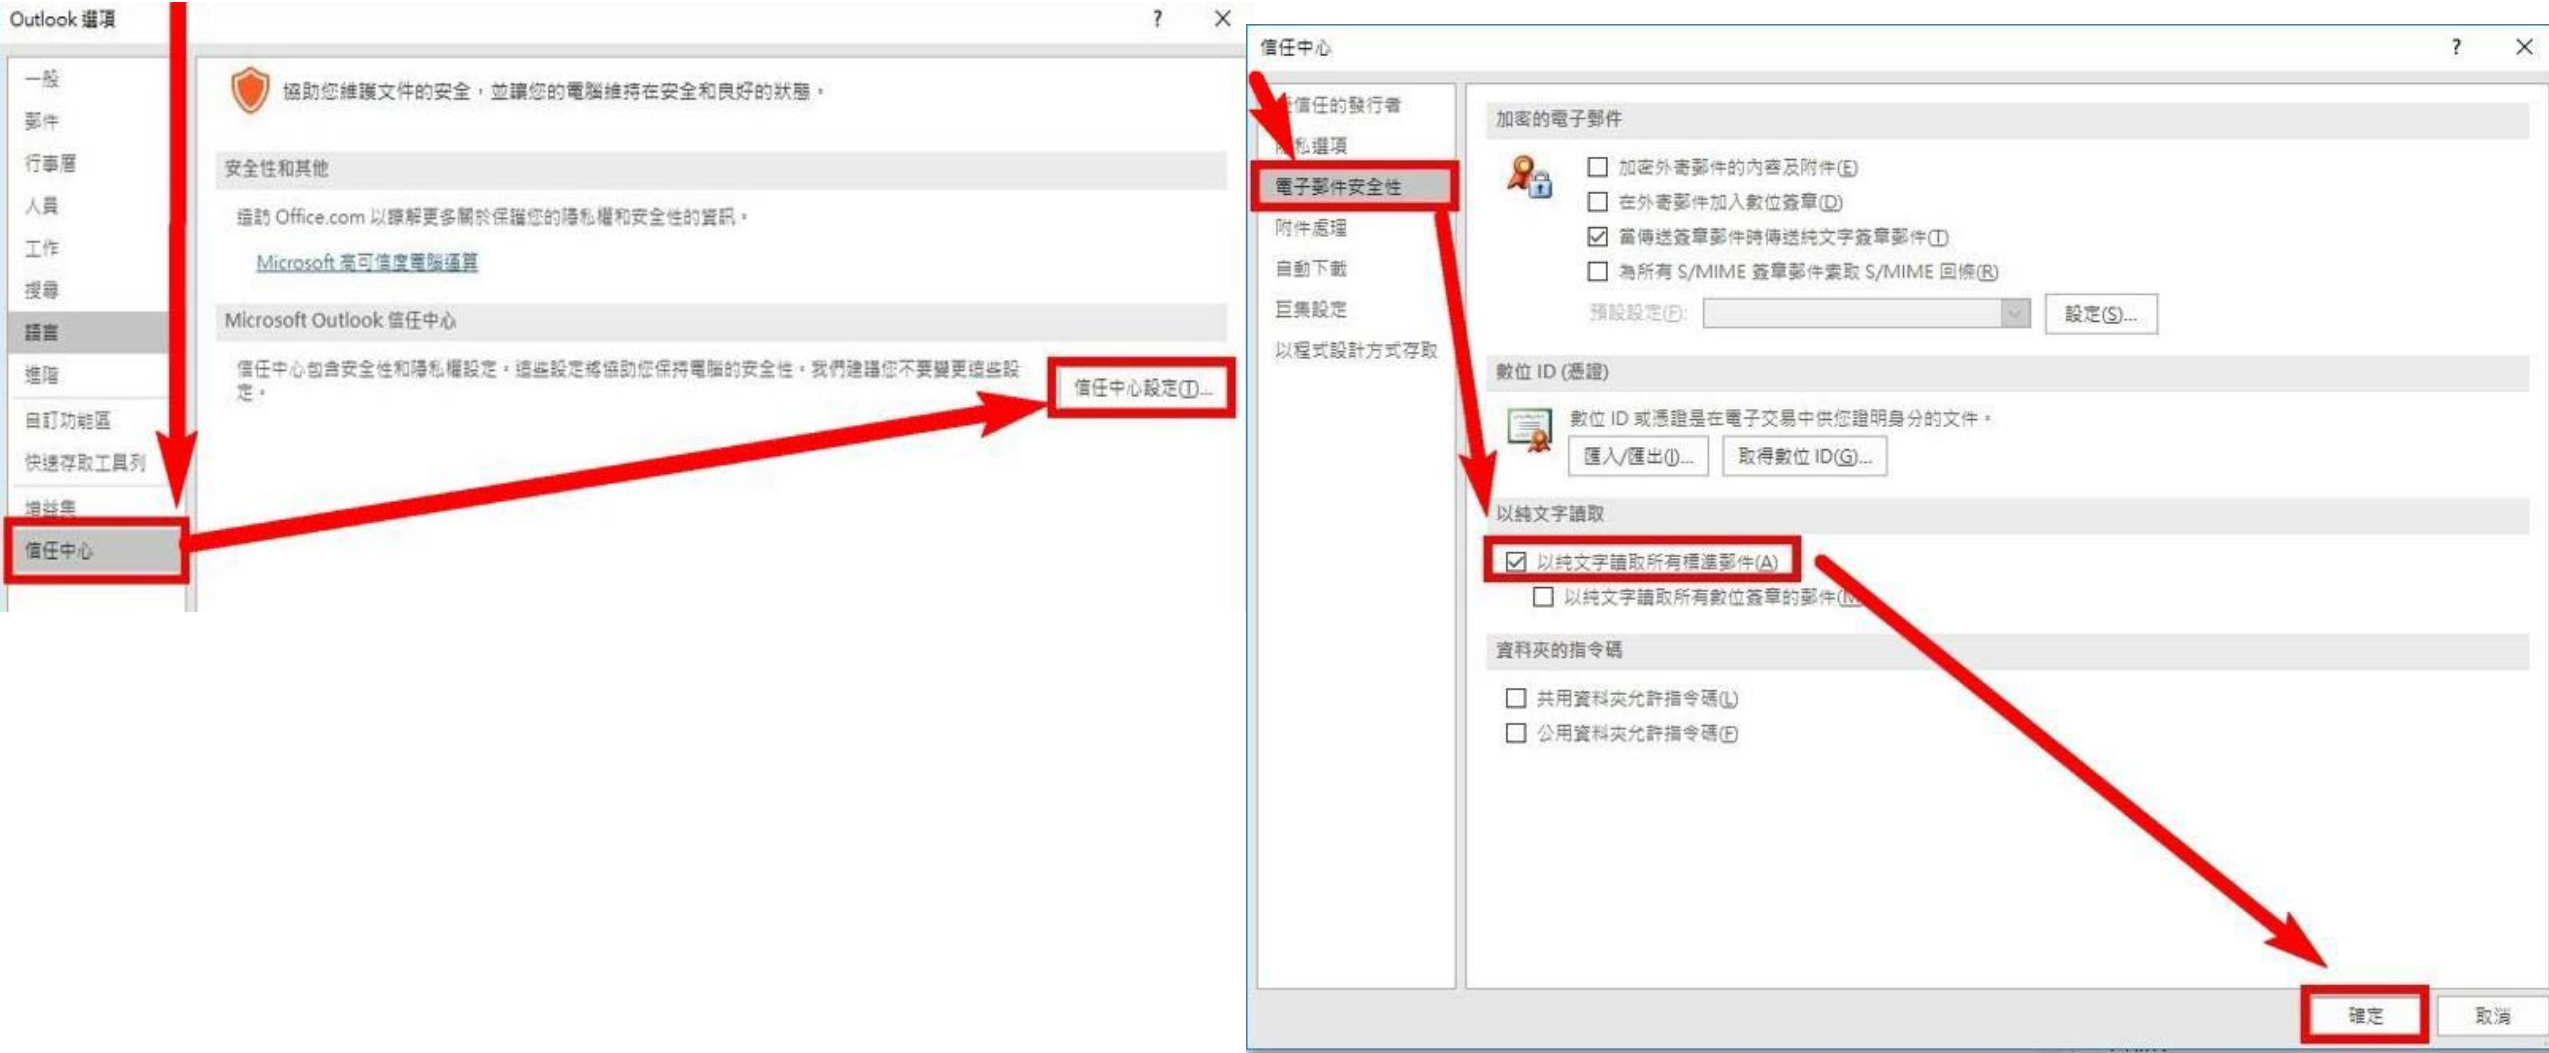 Outlook 選項
一般
郵件
行事曆
人員
工作
搜尋
語言
進階
自訂功能區
快速存取工具列
增益集
信任中心
協助您維護文件的安全，並讓您的電腦維持在安全和良好的狀態。
安全性和其他
造訪 Office.com 以瞭解更多關於保護您的隱私權和安全性的資訊。
Microsoft 高可信度電腦運算
Microsoft Outlook 信任中心
信任中心包含安全性和隱私權設定。這些設定將協助您保持電腦的安全性。我們建議您不要變更這些設
定。
信任中心設定(T)...
信任中心
信任的發行者
私選項
電子郵件安全性
附件處理
自動下載
巨集設定
以程式設計方式存取
加密的電子郵件
加密外寄郵件的內容及附件(E)
在外寄郵件加入數位簽章(D)
當傳送簽章郵件時傳送純文字簽章郵件(T)
為所有 S/MIME 簽章郵件索取 S/MIME 回條(R)
預設設定(F):
設定(S)...
數位 ID (憑證)
數位 ID 或憑證是在電子交易中供您證明身分的文件。
匯入/匯出(I)...
取得數位 ID(G)...
以純文字讀取
以純文字讀取所有標準郵件(A)
以純文字讀取所有數位簽章的郵件(M
資料夾的指令碼
共用資料夾允許指令碼(L)
公用資料夾允許指令碼(F)
確定
取消